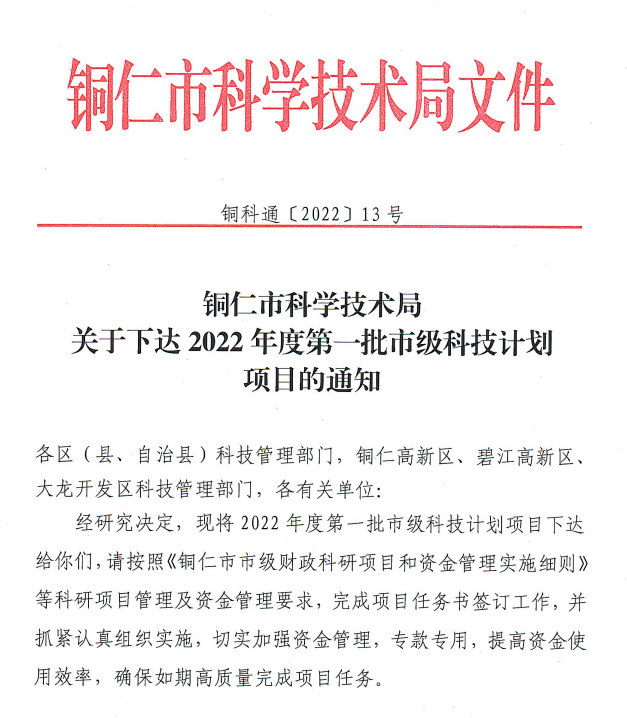 铜仁市科学技术局文件
铜科通〔2022〕13号
铜仁市科学技术局
关于下达 2022 年度第一批市级科技计划
项目的通知
各区（县、自治县）科技管理部门，铜仁高新区、碧江高新区、
大龙开发区科技管理部门，各有关单位：
经研究决定，现将 2022 年度第一批市级科技计划项目下达
给你们，请按照《铜仁市市级财政科研项目和资金管理实施细则》
等科研项目管理及资金管理要求，完成项目任务书签订工作，并
抓紧认真组织实施，切实加强资金管理，专款专用，提高资金使
用效率，确保如期高质量完成项目任务。